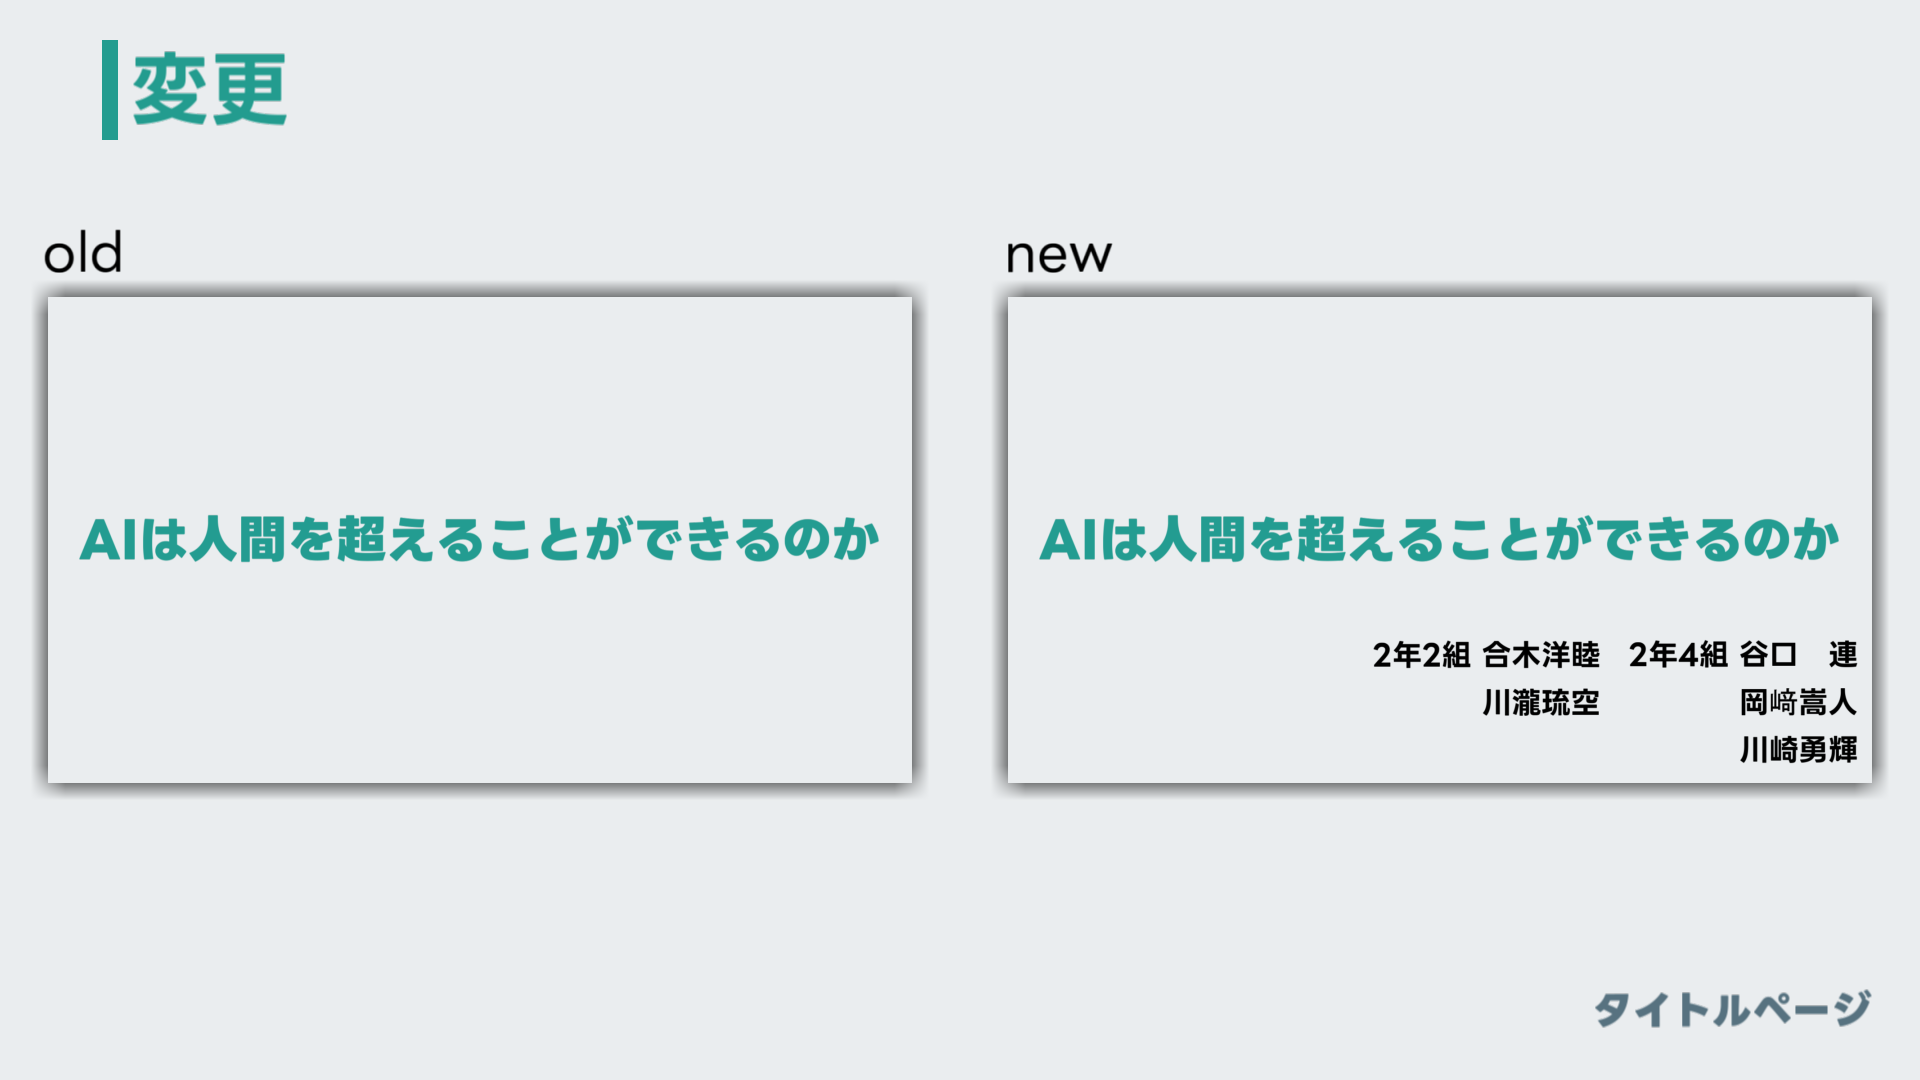 変更
old
new
AIは人間を超えることができるのか
AIは人間を超えることができるのか
2年2組 合木洋睦　2年4組 谷口　連
川瀧琉空　岡﨑嵩人
川崎勇輝
タイトルページ